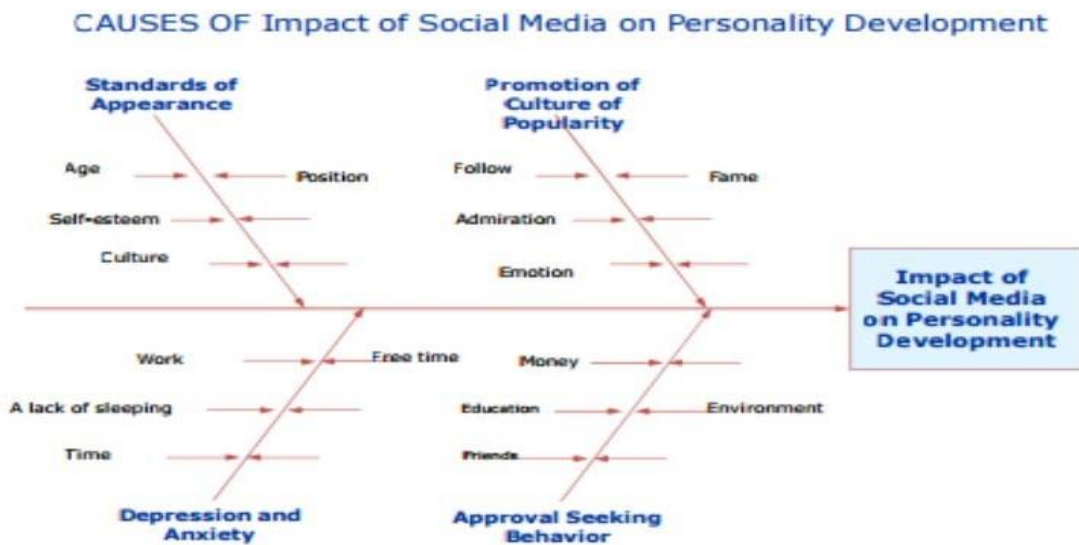 CAUSES OF Impact of Social Media on Personality Development
Standards of
Appearance
Promotion of
Culture of
Popularity
Age
Position
Self-esteem
Culture
Follow
Fame
Admiration
Emotion
Impact of
Social Media
on Personality
Development
Work
Free time
A lack of sleeping
Time
Money
Education
Environment
Friends
Depression and
Anxiety
Approval Seeking
Behavior